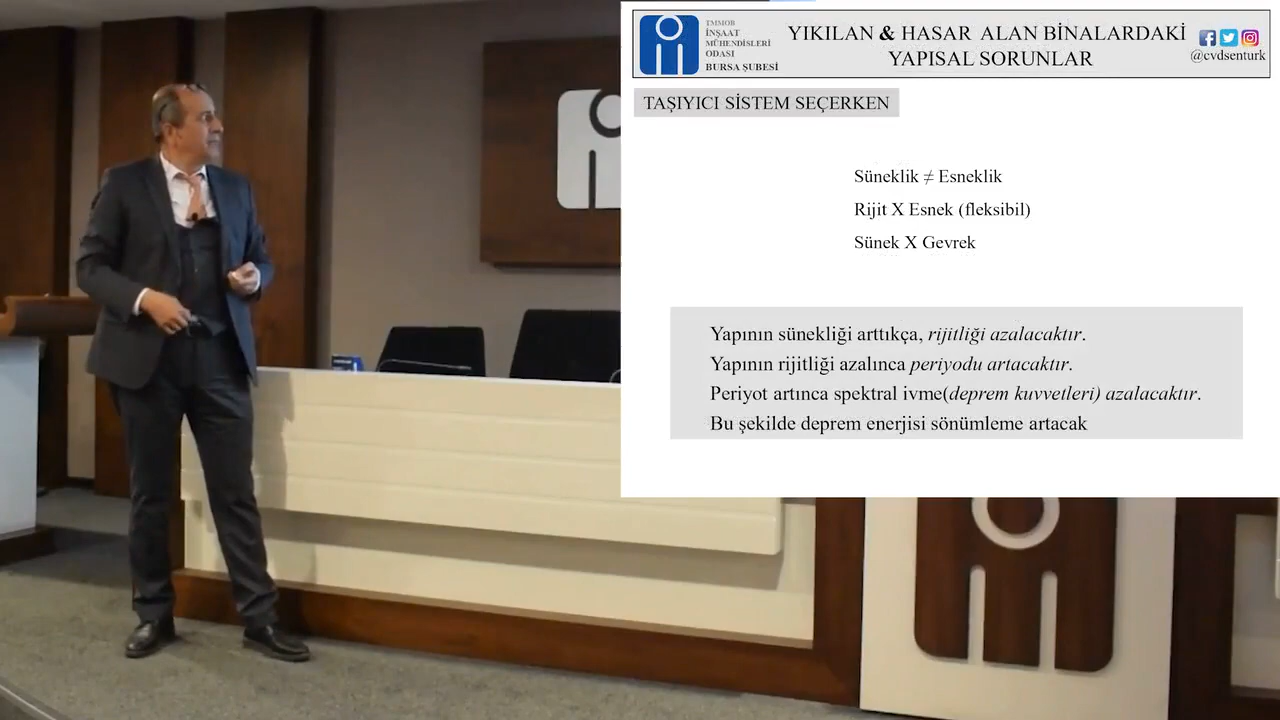 TMMOB
İNŞAAT
MÜHENDİSLERİ
ODASI
BURSA ŞUBESİ
YIKILAN & HASAR ALAN BİNALARDAKİ
YAPISAL SORUNLAR
@cvdsenturk
TAŞIYICI SİSTEM SEÇERKEN
Süneklik ≠ Esneklik
Rijit X Esnek (fleksibil)
Sünek X Gevrek
Yapının sünekliği arttıkça, rijitliği azalacaktır.
Yapının rijitliği azalınca periyodu artacaktır.
Periyot artınca spektral ivme(deprem kuvvetleri) azalacaktır.
Bu şekilde deprem enerjisi sönümleme artacak